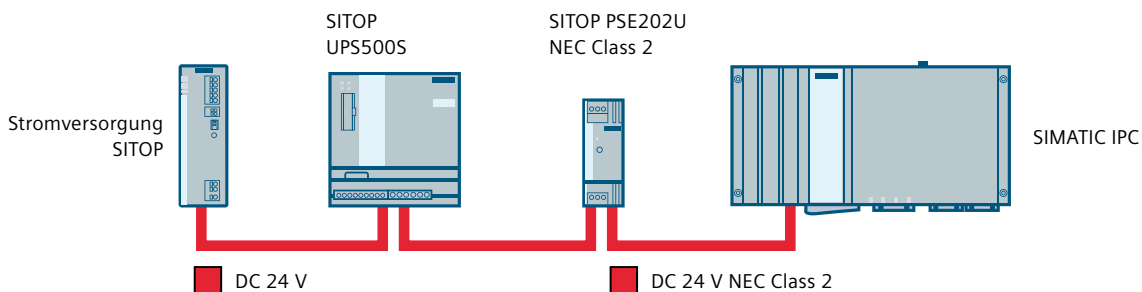 SITOP
UPS500S
SITOP PSE202U
NEC Class 2
Stromversorgung
SITOP
SIMATIC IPC
DC 24 V
DC 24 V NEC Class 2